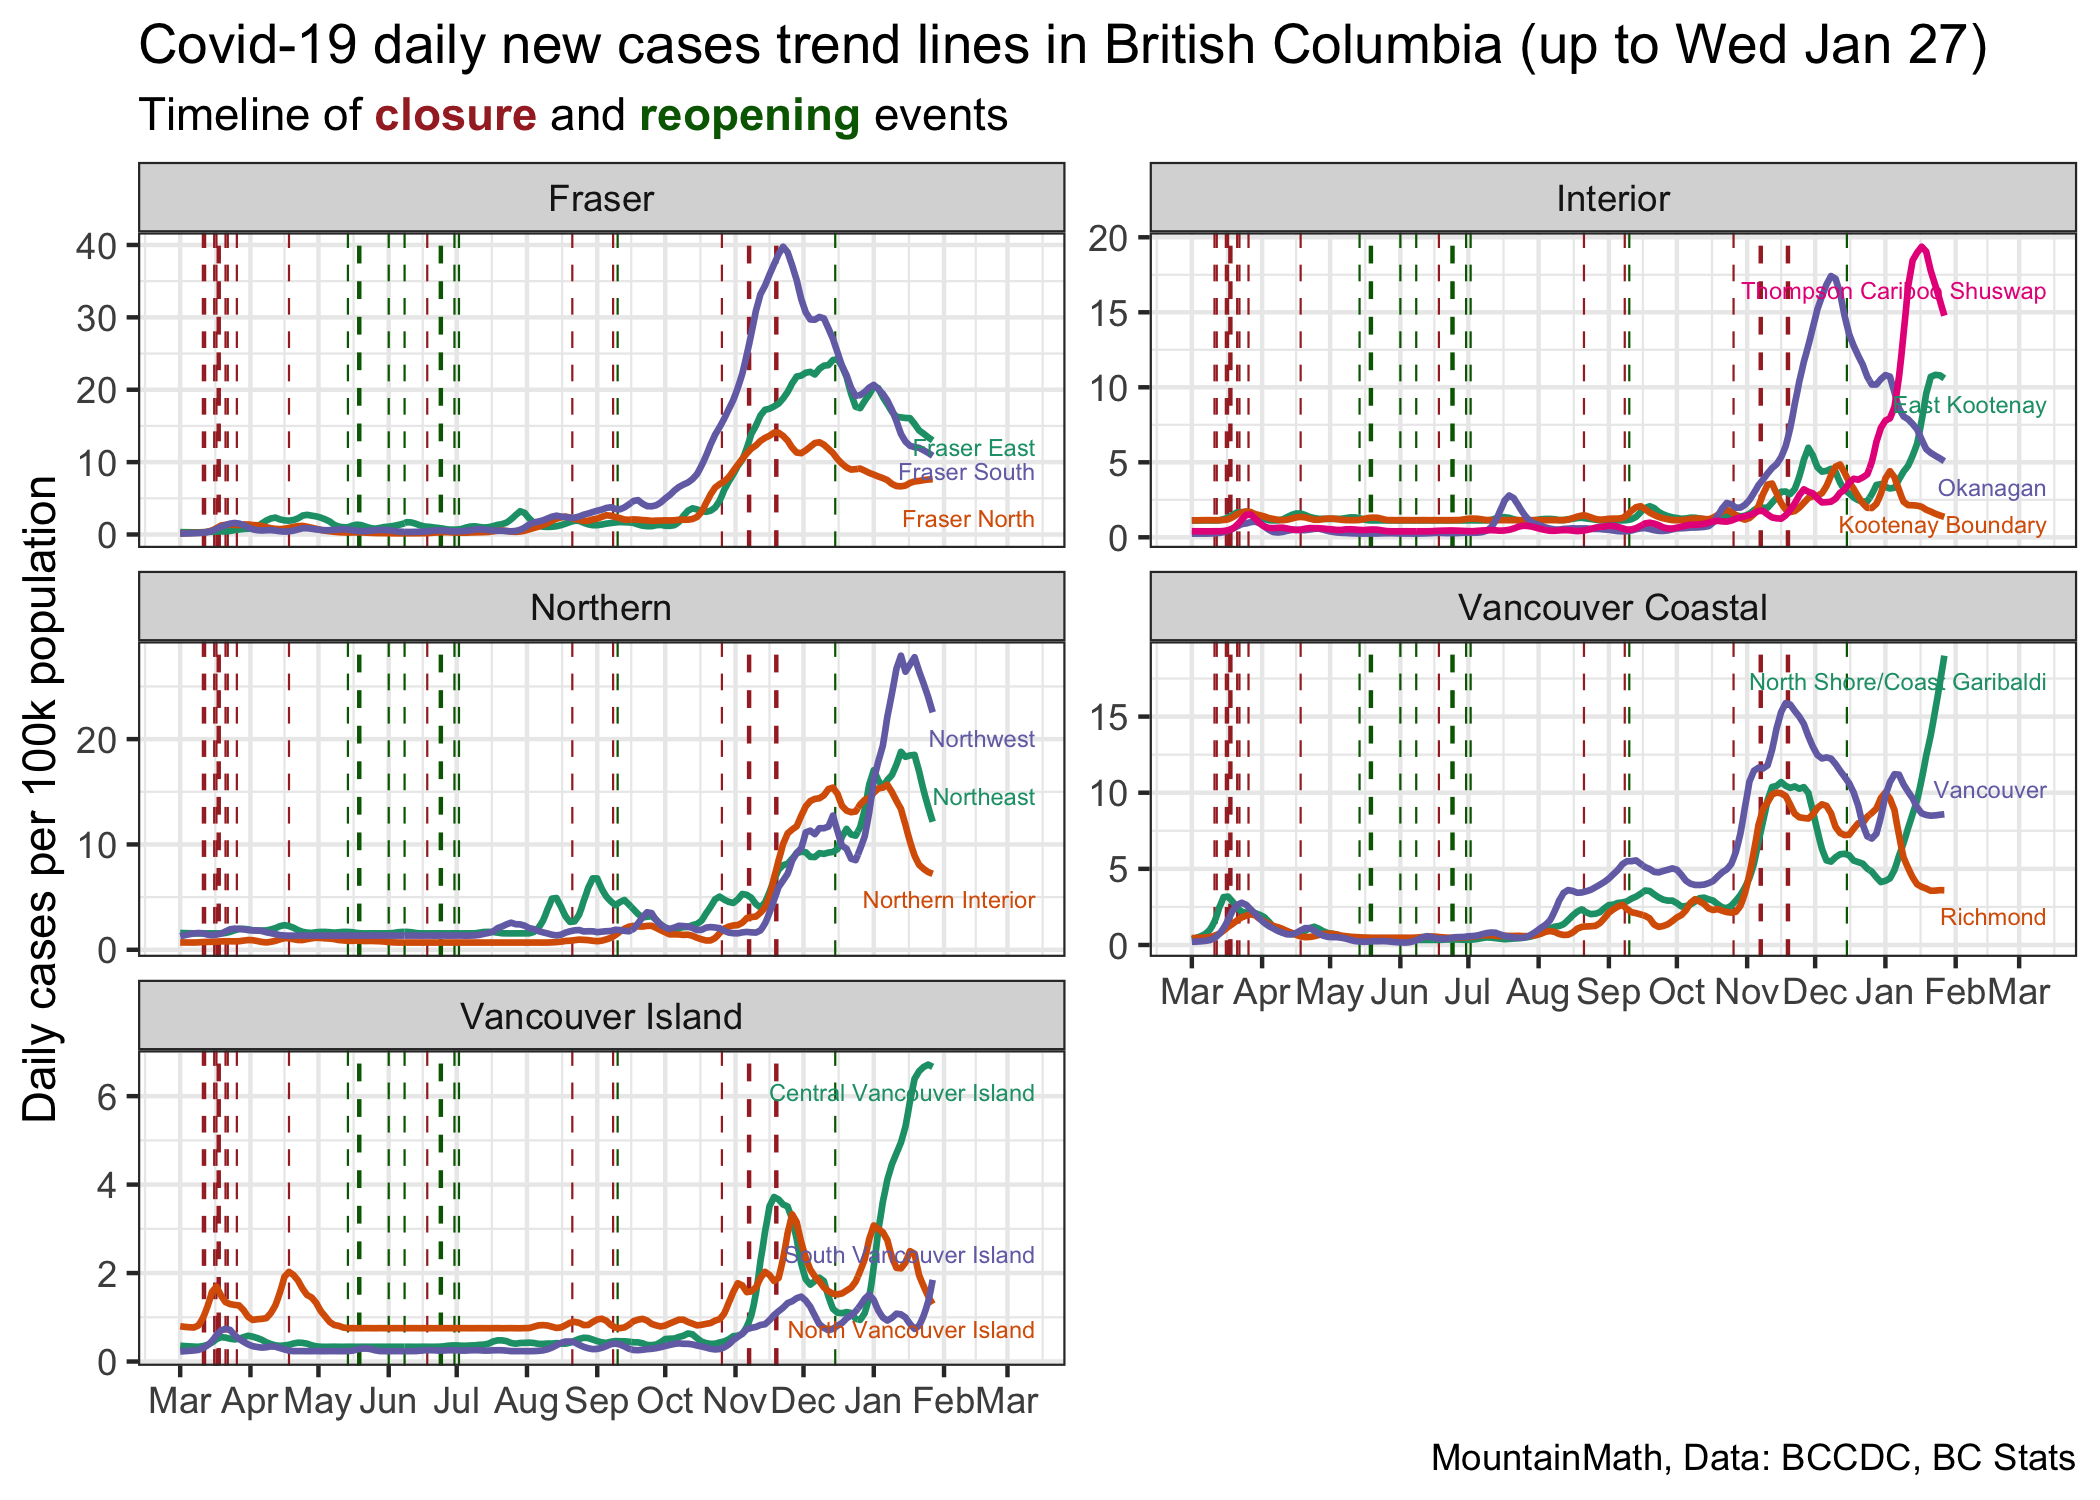 Covid-19 daily new cases trend lines in British Columbia (up to Wed Jan 27)
Timeline of closure and reopening events
Daily cases per 100k population
Fraser
40
30
20
10
0
Fraser East
Fraser South
Fraser North
Interior
20
15
10
5
0
Thompson Cariboo Shuswap
East Kootenay
Okanagan
Kootenay Boundary
Northern
20
10
0
Northwest
Northeast
Northern Interior
Vancouver Coastal
15
10
5
0
North Shore/Coast Garibaldi
Vancouver
Richmond
Mar Apr May Jun Jul Aug Sep Oct Nov Dec Jan Feb Mar
Vancouver Island
6
4
2
0
Central Vancouver Island
South Vancouver Island
North Vancouver Island
Mar Apr May Jun Jul Aug Sep Oct Nov Dec Jan Feb Mar
MountainMath, Data: BCCDC, BC Stats